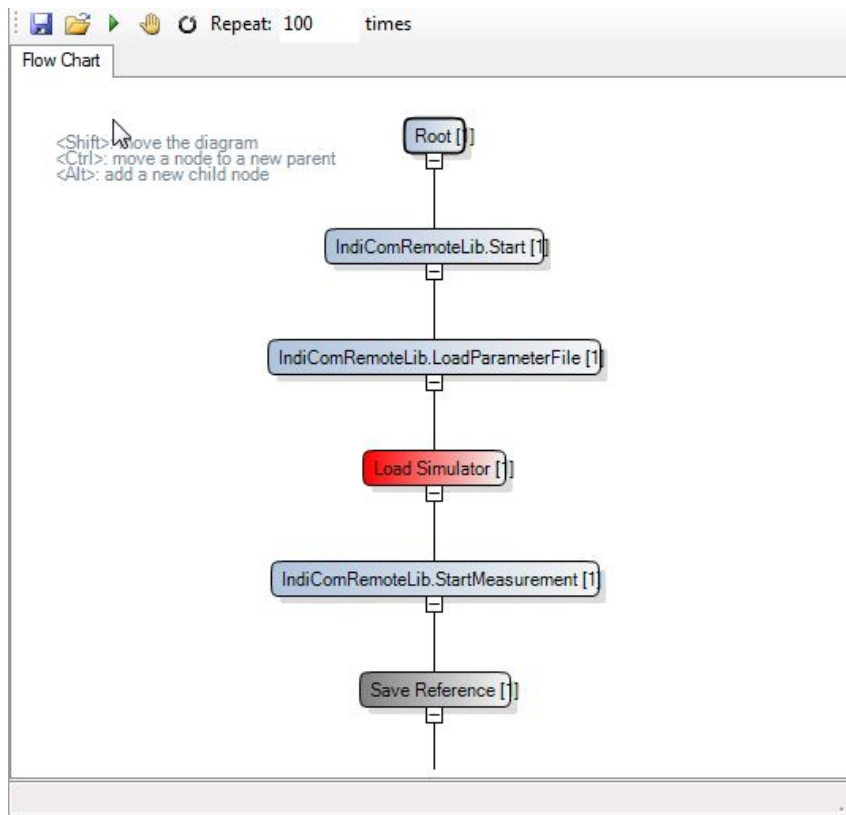 Repeat: 100 times
Flow Chart
<Shift>: move the diagram
<Ctrl>: move a node to a new parent
<Alt>: add a new child node
Root [1]
IndiComRemoteLib.Start [1]
IndiComRemoteLib.LoadParameterFile [1]
Load Simulator [1]
IndiComRemoteLib.StartMeasurement [1]
Save Reference [1]